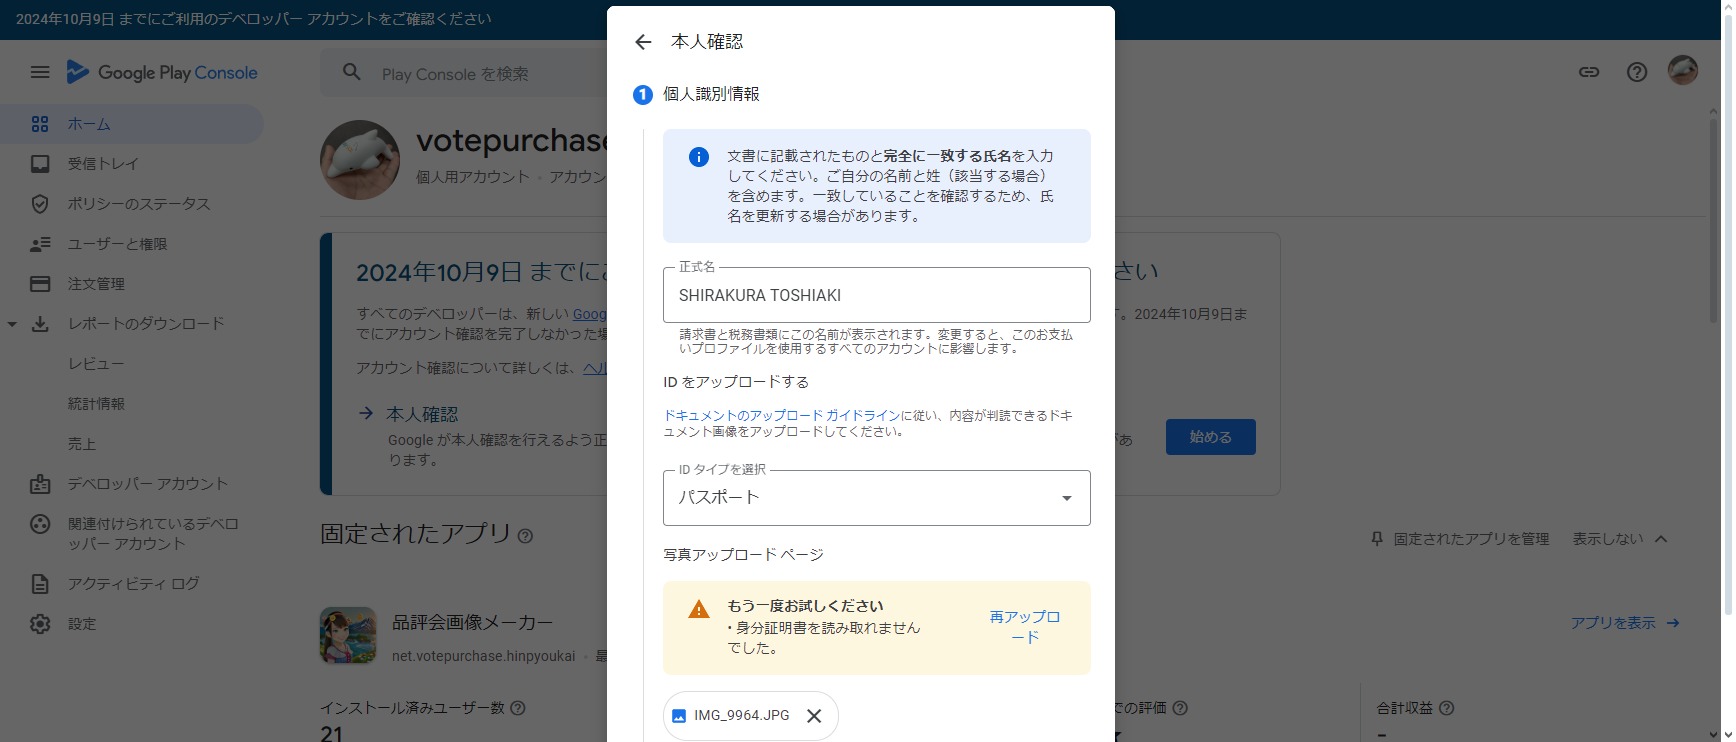 2024年10月9日 までにご利用のデベロッパー アカウントをご確認ください
Google Play Console
Play Console を検索
ホーム
受信トレイ
ポリシーのステータス
ユーザーと権限
注文管理
レポートのダウンロード
レビュー
統計情報
売上
デベロッパー アカウント
関連付けられているデベロ
ッパー アカウント
アクティビティ ログ
設定
votepurchase
個人用アカウント・アカウン
2024年10月9日 までに
さい
すべてのデベロッパーは、新しい Goog
す。2024年10月9日ま
でにアカウント確認を完了しなかった場
アカウント確認について詳しくは、ヘル
本人確認
Google が本人確認を行えるよう正
があ
ります。
始める
固定されたアプリ
固定されたアプリを管理
表示しない
品評会画像メーカー
net.votepurchase.hinpyoukai・最
アプリを表示
インストール済みユーザー数
21
での評価
合計収益
-
本人確認
1 個人識別情報
文書に記載されたものと完全に一致する氏名を入力
してください。ご自分の名前と姓（該当する場合）
を含めます。一致していることを確認するため、氏
名を更新する場合があります。
正式名
SHIRAKURA TOSHIAKI
請求書と税務書類にこの名前が表示されます。変更すると、このお支払
いプロファイルを使用するすべてのアカウントに影響します。
ID をアップロードする
ドキュメントのアップロード ガイドラインに従い、内容が判読できるドキ
ュメント画像をアップロードしてください。
ID タイプを選択
パスポート
写真アップロード ページ
もう一度お試しください
・身分証明書を読み取れません
でした。
再アップロ
ード
IMG_9964.JPG